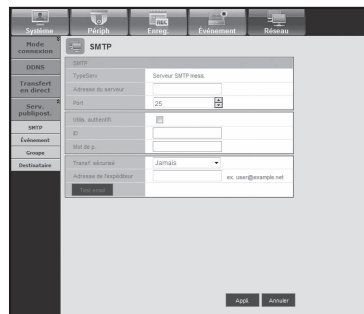 Système
Périph
Enreg.
Événement
Réseau
Mode connexion
DDNS
Transfert en direct
Serv. publipost.
SMTP
Événement
Groupe
Destinataire
SMTP
SMTP
TypeServ
Serveur SMTP mess.
Adresse du serveur
Port
25
Utilis. authentifi.
ID
Mot de p.
Transf. sécurisé
Jamais
Adresse de l'expéditeur
ex. user@example.net
Test email
Appli
Annuler